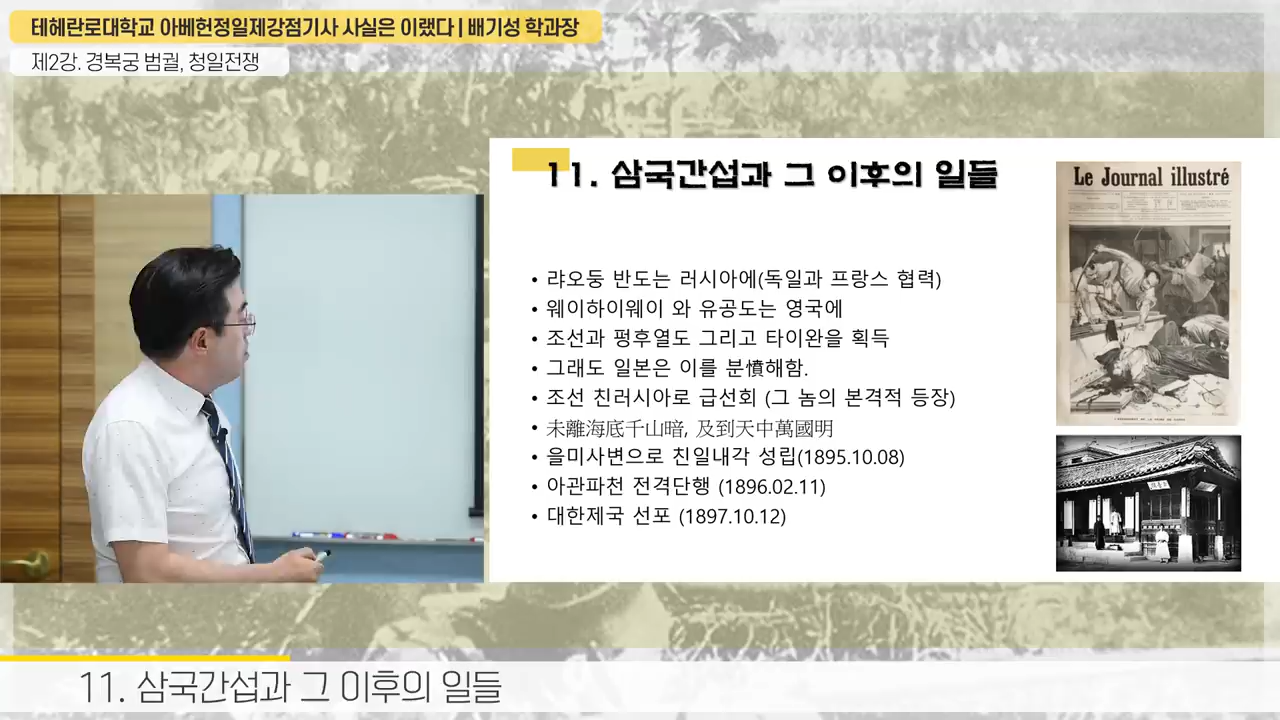 테헤란로대학교 아베헌정일제강점기사 사실은 이랬다 | 배기성 학과장
제2강. 경복궁 범궐, 청일전쟁
11. 삼국간섭과 그 이후의 일들
• 랴오둥 반도는 러시아에(독일과 프랑스 협력)
• 웨이하이웨이 와 유공도는 영국에
• 조선과 펑후열도 그리고 타이완을 획득
• 그래도 일본은 이를 분憤해함.
• 조선 친러시아로 급선회 (그 놈의 본격적 등장)
• 未離海底千山暗, 及到天中萬國明
• 을미사변으로 친일내각 성립(1895.10.08)
• 아관파천 전격단행 (1896.02.11)
• 대한제국 선포 (1897.10.12)
Le Journal illustré
11. 삼국간섭과 그 이후의 일들